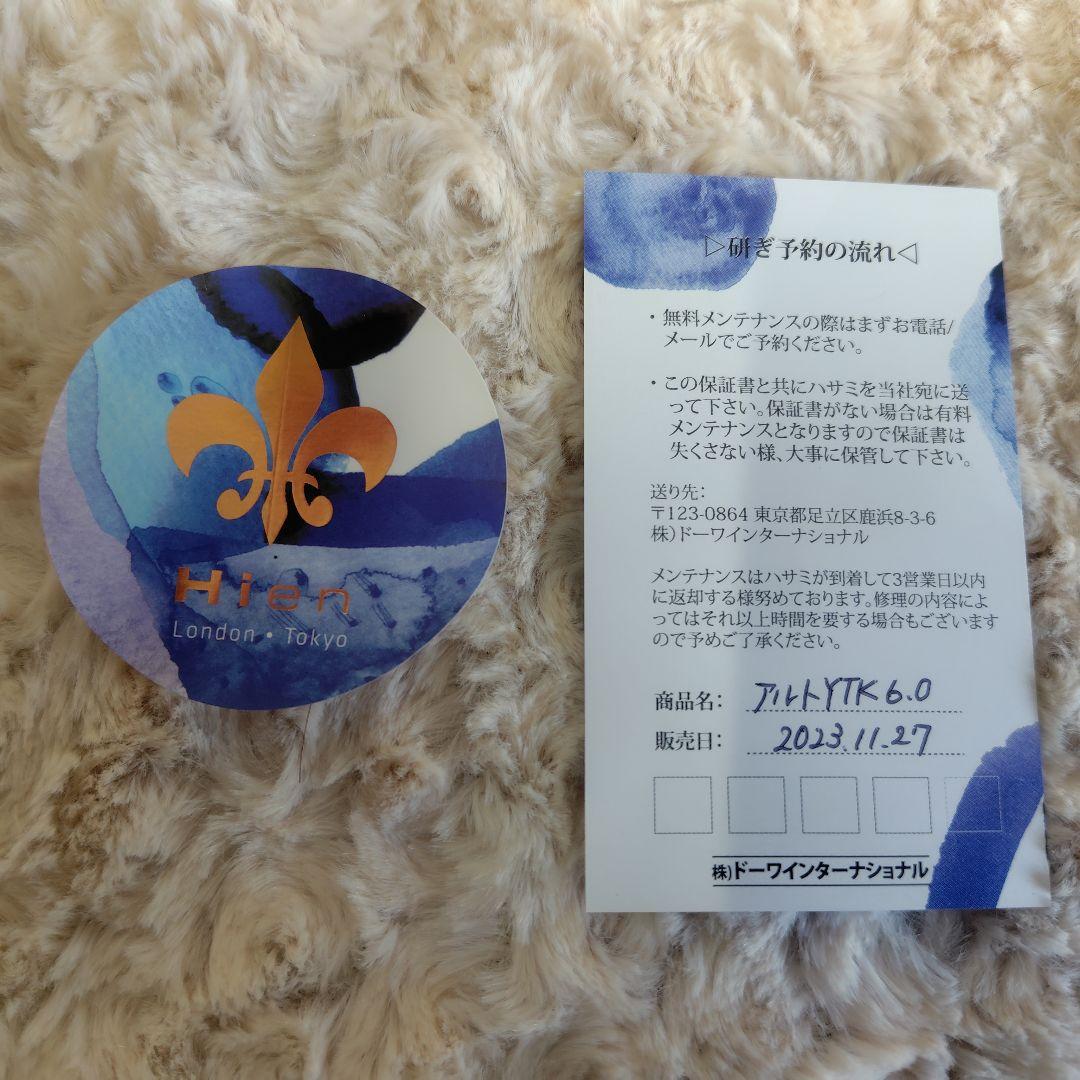 Hien
London • Tokyo
▷研ぎ予約の流れ◁
・無料メンテナンスの際はまずお電話/
メールでご予約ください。
・この保証書と共にハサミを当社宛に送
って下さい。保証書がない場合は有料
メンテナンスとなりますので保証書は
失くさない様、大事に保管して下さい。
送り先:
〒123-0864 東京都足立区鹿浜8-3-6
株)ドーワインターナショナル
メンテナンスはハサミが到着して3営業日以内
に返却する様努めております。修理の内容によ
ってはそれ以上時間を要する場合もございます
ので予めご了承ください。
商品名: アルトYTK6.0
販売日: 2023.11.27
株)ドーワインターナショナル